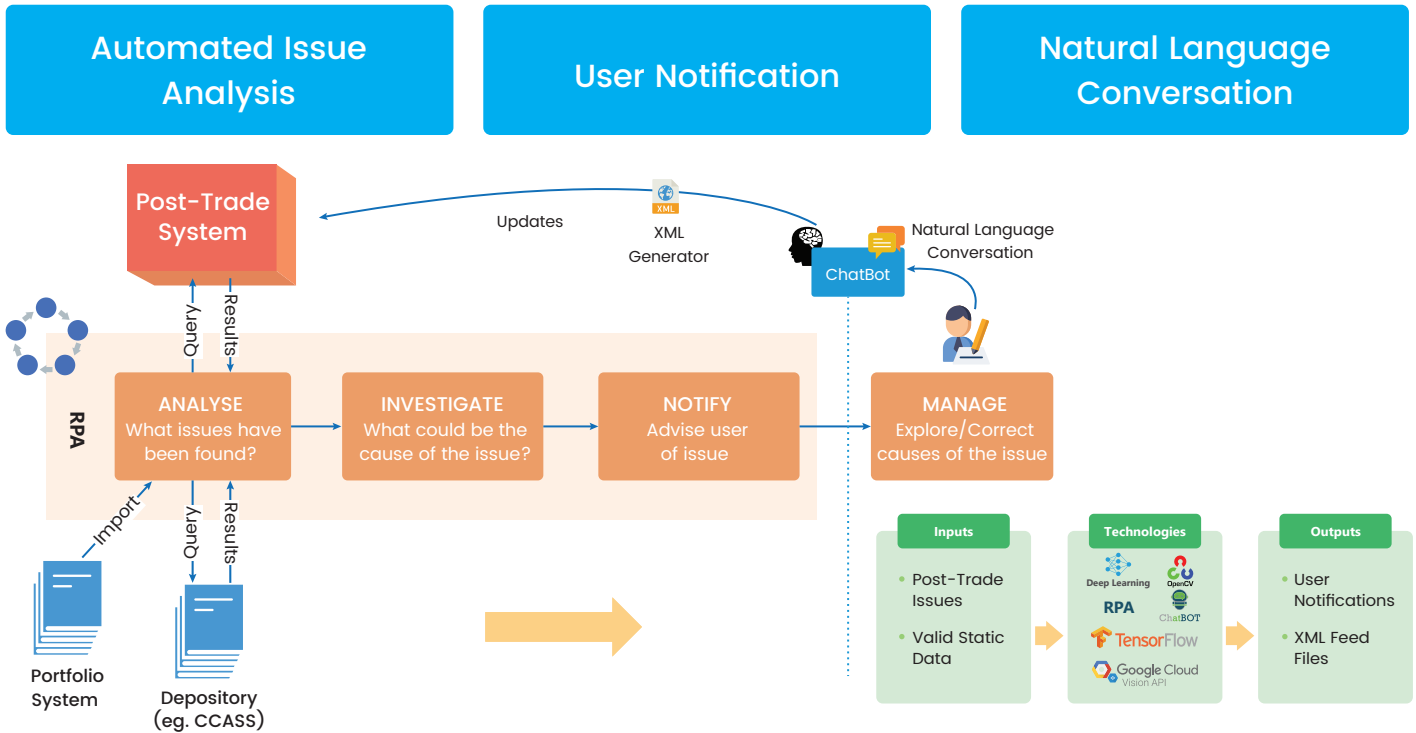 Automated Issue
Analysis
User Notification
Natural Language
Conversation
Post-Trade
System
Updates
XML
XML
Generator
ChatBot
Natural Language
Conversation
Query
Results
RPA
ANALYSE
What issues have
been found?
INVESTIGATE
What could be the
cause of the issue?
NOTIFY
Advise user
of issue
MANAGE
Explore/Correct
causes of the issue
Import
Query
Results
Portfolio
System
Depository
(eg. CCASS)
Inputs
• Post-Trade
Issues
• Valid Static
Data
Technologies
Deep Learning
OpenCV
RPA
ChatBOT
TensorFlow
Google Cloud
Vision API
Outputs
• User
Notifications
• XML Feed
Files